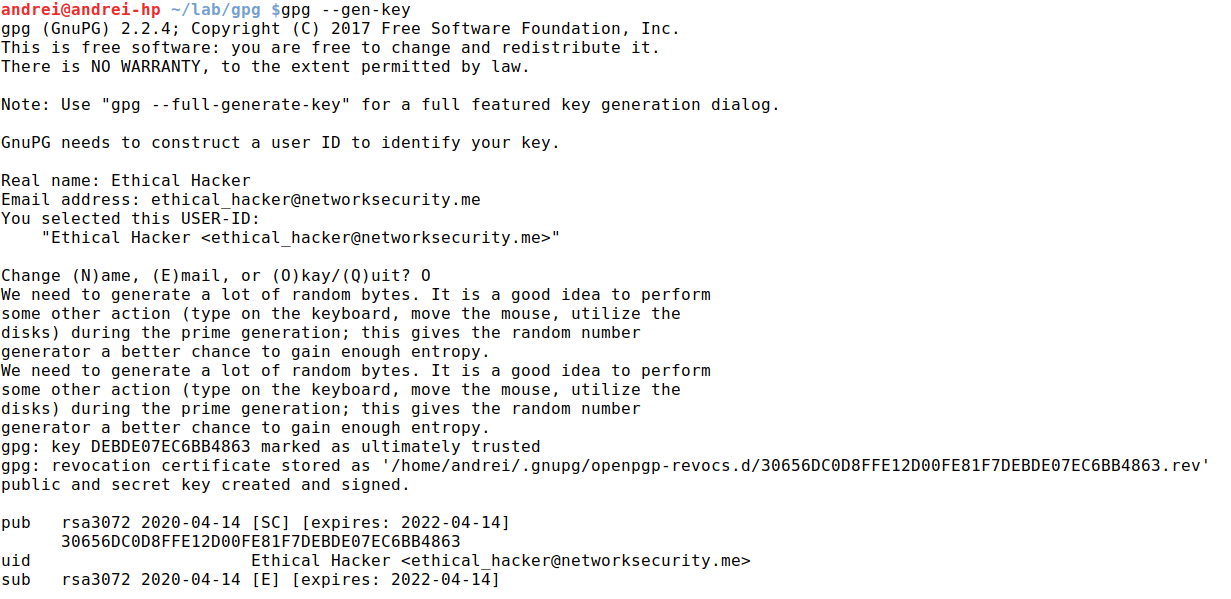 andrei@andrei-hp ~/lab/gpg $gpg --gen-key
gpg (GnuPG) 2.2.4; Copyright (C) 2017 Free Software Foundation, Inc.
This is free software: you are free to change and redistribute it.
There is NO WARRANTY, to the extent permitted by law.

Note: Use "gpg --full-generate-key" for a full featured key generation dialog.

GnuPG needs to construct a user ID to identify your key.

Real name: Ethical Hacker
Email address: ethical_hacker@networksecurity.me
You selected this USER-ID:
    "Ethical Hacker <ethical_hacker@networksecurity.me>"

Change (N)ame, (E)mail, or (O)kay/(Q)uit? O
We need to generate a lot of random bytes. It is a good idea to perform
some other action (type on the keyboard, move the mouse, utilize the
disks) during the prime generation; this gives the random number
generator a better chance to gain enough entropy.
We need to generate a lot of random bytes. It is a good idea to perform
some other action (type on the keyboard, move the mouse, utilize the
disks) during the prime generation; this gives the random number
generator a better chance to gain enough entropy.
gpg: key DEBDE07EC6BB4863 marked as ultimately trusted
gpg: revocation certificate stored as '/home/andrei/.gnupg/openpgp-revocs.d/30656DC0D8FFE12D00FE81F7DEBDE07EC6BB4863.rev'
public and secret key created and signed.

pub   rsa3072 2020-04-14 [SC] [expires: 2022-04-14]
      30656DC0D8FFE12D00FE81F7DEBDE07EC6BB4863
uid                      Ethical Hacker <ethical_hacker@networksecurity.me>
sub   rsa3072 2020-04-14 [E] [expires: 2022-04-14]